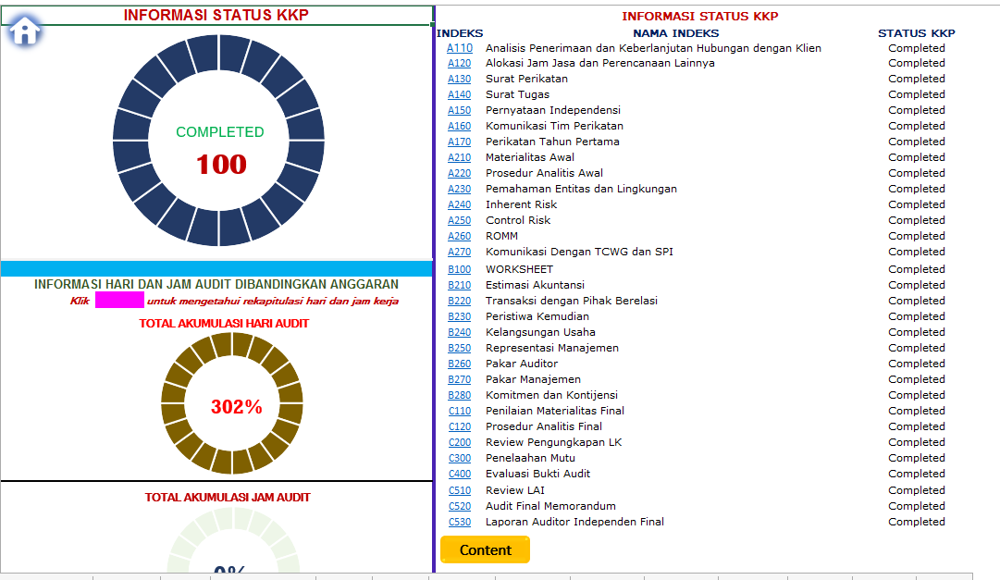 INFORMASI STATUS KKP
COMPLETED
100
INFORMASI HARI DAN JAM AUDIT DIBANDINGKAN ANGGARAN
Klik untuk mengetahui rekapitulasi hari dan jam kerja
TOTAL AKUMULASI HARI AUDIT
302%
TOTAL AKUMULASI JAM AUDIT
0%
INFORMASI STATUS KKP
INDEKS NAMA INDEKS STATUS KKP
A110 Analisis Penerimaan dan Keberlanjutan Hubungan dengan Klien Completed
A120 Alokasi Jam Jasa dan Perencanaan Lainnya Completed
A130 Surat Perikatan Completed
A140 Surat Tugas Completed
A150 Pernyataan Independensi Completed
A160 Komunikasi Tim Perikatan Completed
A170 Perikatan Tahun Pertama Completed
A210 Materialitas Awal Completed
A220 Prosedur Analitis Awal Completed
A230 Pemahaman Entitas dan Lingkungan Completed
A240 Inherent Risk Completed
A250 Control Risk Completed
A260 ROMM Completed
A270 Komunikasi Dengan TCWG dan SPI Completed
B100 WORKSHEET Completed
B210 Estimasi Akuntansi Completed
B220 Transaksi dengan Pihak Berelasi Completed
B230 Peristiwa Kemudian Completed
B240 Kelangsungan Usaha Completed
B250 Representasi Manajemen Completed
B260 Pakar Auditor Completed
B270 Pakar Manajemen Completed
B280 Komitmen dan Kontijensi Completed
C110 Penilaian Materialitas Final Completed
C120 Prosedur Analitis Final Completed
C200 Review Pengungkapan LK Completed
C300 Penelaahan Mutu Completed
C400 Evaluasi Bukti Audit Completed
C510 Review LAI Completed
C520 Audit Final Memorandum Completed
C530 Laporan Auditor Independen Final Completed
Content